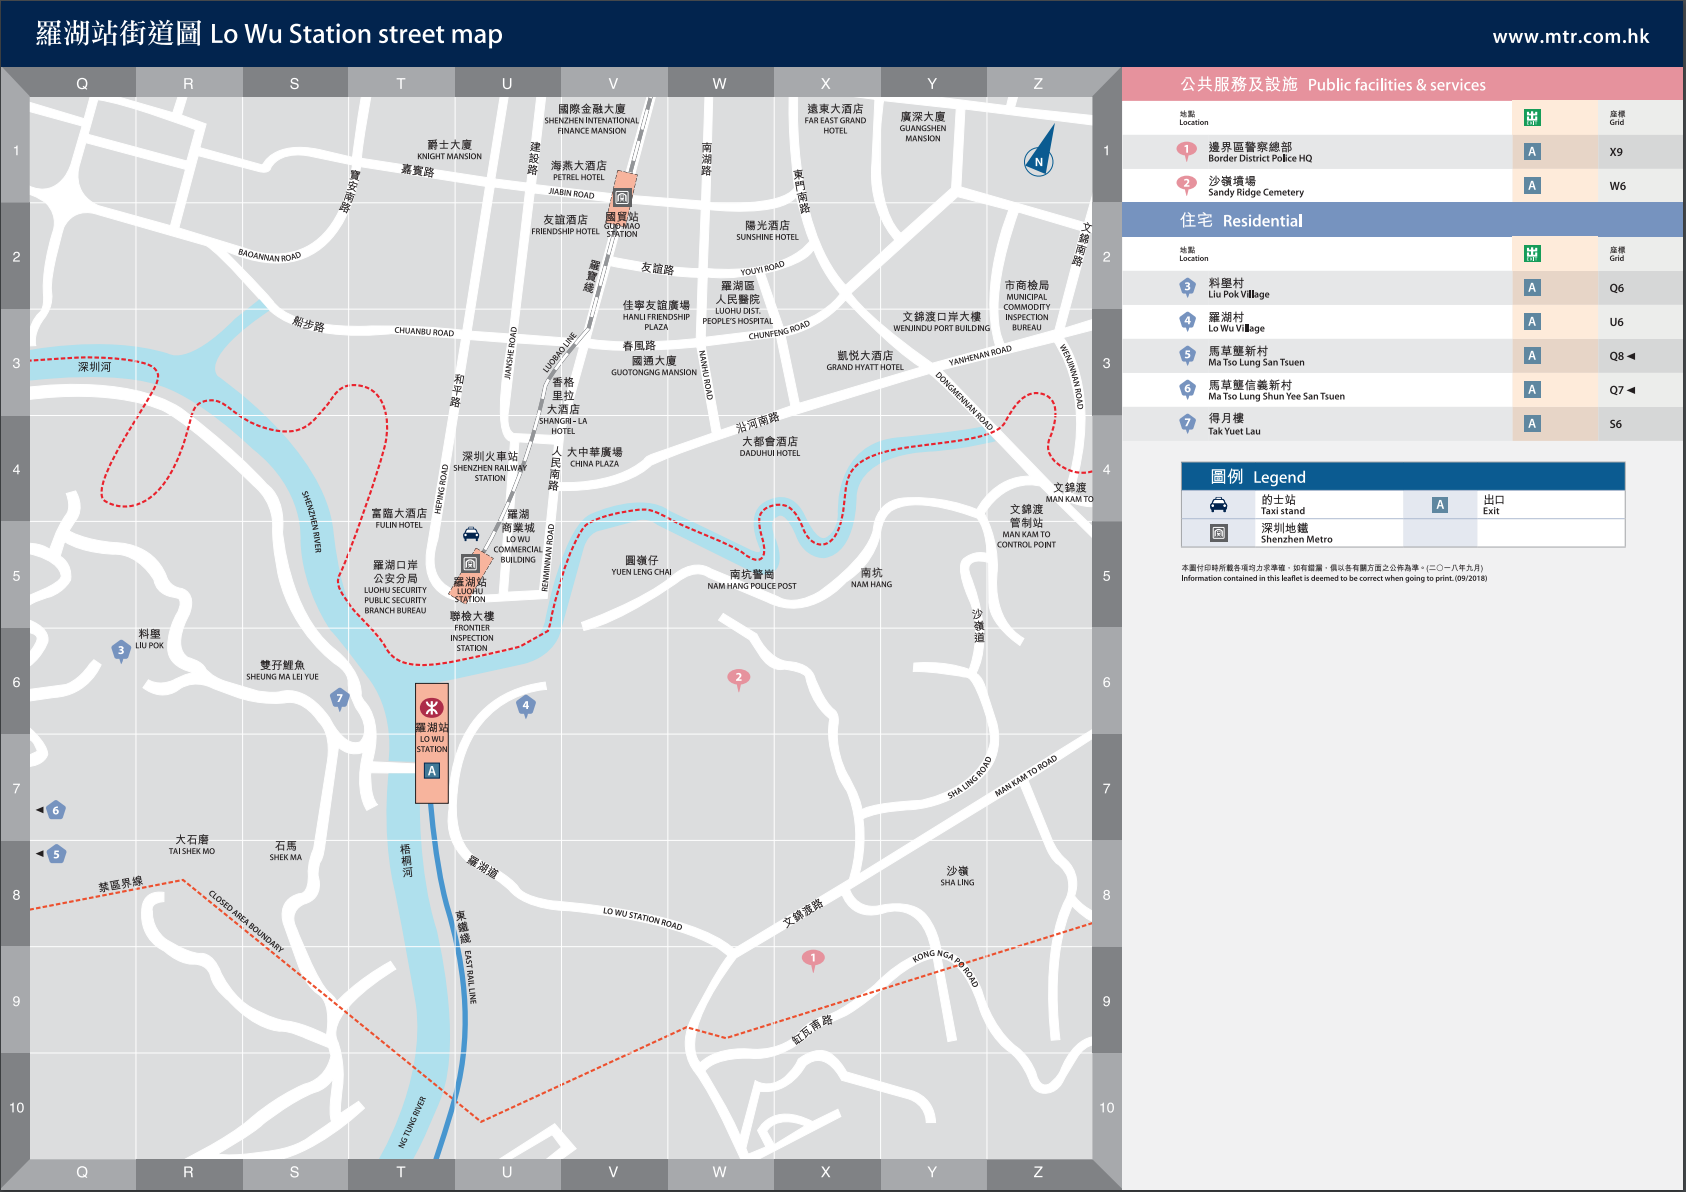 羅湖站街道圖 Lo Wu Station street map
www.mtr.com.hk
Q R S T U V W X Y Z
1
2
3
4
5
6
7
8
9
10
國際金融大廈
SHENZHEN INTENATIONAL
FINANCE MANSION
遠東大酒店
FAR EAST GRAND
HOTEL
廣深大廈
GUANGSHEN
MANSION
N
爵士大廈
KNIGHT MANSION
嘉賓路
建設路
海燕大酒店
PETREL HOTEL
JIABIN ROAD
南湖路
東門南路
寶安南路
友誼酒店
FRIENDSHIP HOTEL
國貿站
GUO MAO
STATION
陽光酒店
SUNSHINE HOTEL
文錦南路
BAOANNAN ROAD
羅寶綫
友誼路
YOUYI ROAD
羅湖區
人民醫院
LUOHU DIST.
PEOPLE'S HOSPITAL
市商檢局
MUNICIPAL
COMMODITY
INSPECTION
BUREAU
佳寧友誼廣場
HANLI FRIENDSHIP
PLAZA
文錦渡口岸大樓
WENJINDU PORT BUILDING
船步路
CHUANBU ROAD
JIANSHE ROAD
LUOBAO LINE
春風路
CHUNFENG ROAD
國通大廈
GUOTONGNG MANSION
NANHU ROAD
凱悦大酒店
GRAND HYATT HOTEL
YANHENAN ROAD
WENJINNAN ROAD
DONGMENNAN ROAD
深圳河
和平路
香格
里拉
大酒店
SHANGRI - LA
HOTEL
沿河南路
大都會酒店
DADUHUI HOTEL
深圳火車站
SHENZHEN RAILWAY
STATION
人民南路
大中華廣場
CHINA PLAZA
HEPING ROAD
SHENZHEN RIVER
文錦渡
MAN KAM TO
富臨大酒店
FULIN HOTEL
羅湖
商業城
LO WU
COMMERCIAL
BUILDING
文錦渡
管制站
MAN KAM TO
CONTROL POINT
RENMINNAN ROAD
羅湖口岸
公安分局
LUOHU SECURITY
PUBLIC SECURITY
BRANCH BUREAU
羅湖站
LUOHU
STATION
圓嶺仔
YUEN LENG CHAI
南坑警崗
NAM HANG POLICE POST
南坑
NAM HANG
聯檢大樓
FRONTIER
INSPECTION
STATION
沙嶺道
料壆
LIU POK
3
雙孖鯉魚
SHEUNG MA LEI YUE
7
4
2
羅湖站
LO WU
STATION
A
SHA LING ROAD
MAN KAM TO ROAD
6
5
大石磨
TAI SHEK MO
石馬
SHEK MA
梧桐河
羅湖道
沙嶺
SHA LING
禁區界線
CLOSED AREA BOUNDARY
LO WU STATION ROAD
文錦渡路
東鐵綫
EAST RAIL LINE
1
KONG NGA PO ROAD
缸瓦甫路
NG TUNG RIVER
Q R S T U V W X Y Z
1
2
3
4
5
6
7
8
9
10
公共服務及設施 Public facilities & services
地點 座標
Location Grid
1 邊界區警察總部 A X9
Border District Police HQ
2 沙嶺墳場 A W6
Sandy Ridge Cemetery
住宅 Residential
地點 座標
Location Grid
3 料壆村 A Q6
Liu Pok Village
4 羅湖村 A U6
Lo Wu Village
5 馬草壟新村 A Q8◄
Ma Tso Lung San Tsuen
6 馬草壟信義新村 A Q7◄
Ma Tso Lung Shun Yee San Tsuen
7 得月樓 A S6
Tak Yuet Lau
圖例 Legend
的士站 A 出口
Taxi stand Exit
深圳地鐵
Shenzhen Metro
本圖付印時所載各項均力求準確，如有錯漏，俱以各有關方面之公佈為準。(二〇一八年九月)
Information contained in this leaflet is deemed to be correct when going to print. (09/2018)